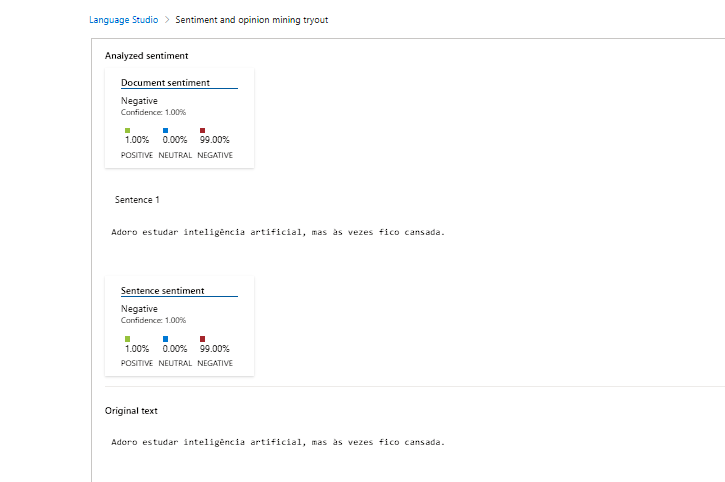 Language Studio > Sentiment and opinion mining tryout
Analyzed sentiment
Document sentiment
Negative
Confidence: 1.00%
1.00% 0.00% 99.00%
POSITIVE NEUTRAL NEGATIVE
Sentence 1
Adoro estudar inteligência artificial, mas às vezes fico cansada.
Sentence sentiment
Negative
Confidence: 1.00%
1.00% 0.00% 99.00%
POSITIVE NEUTRAL NEGATIVE
Original text
Adoro estudar inteligência artificial, mas às vezes fico cansada.